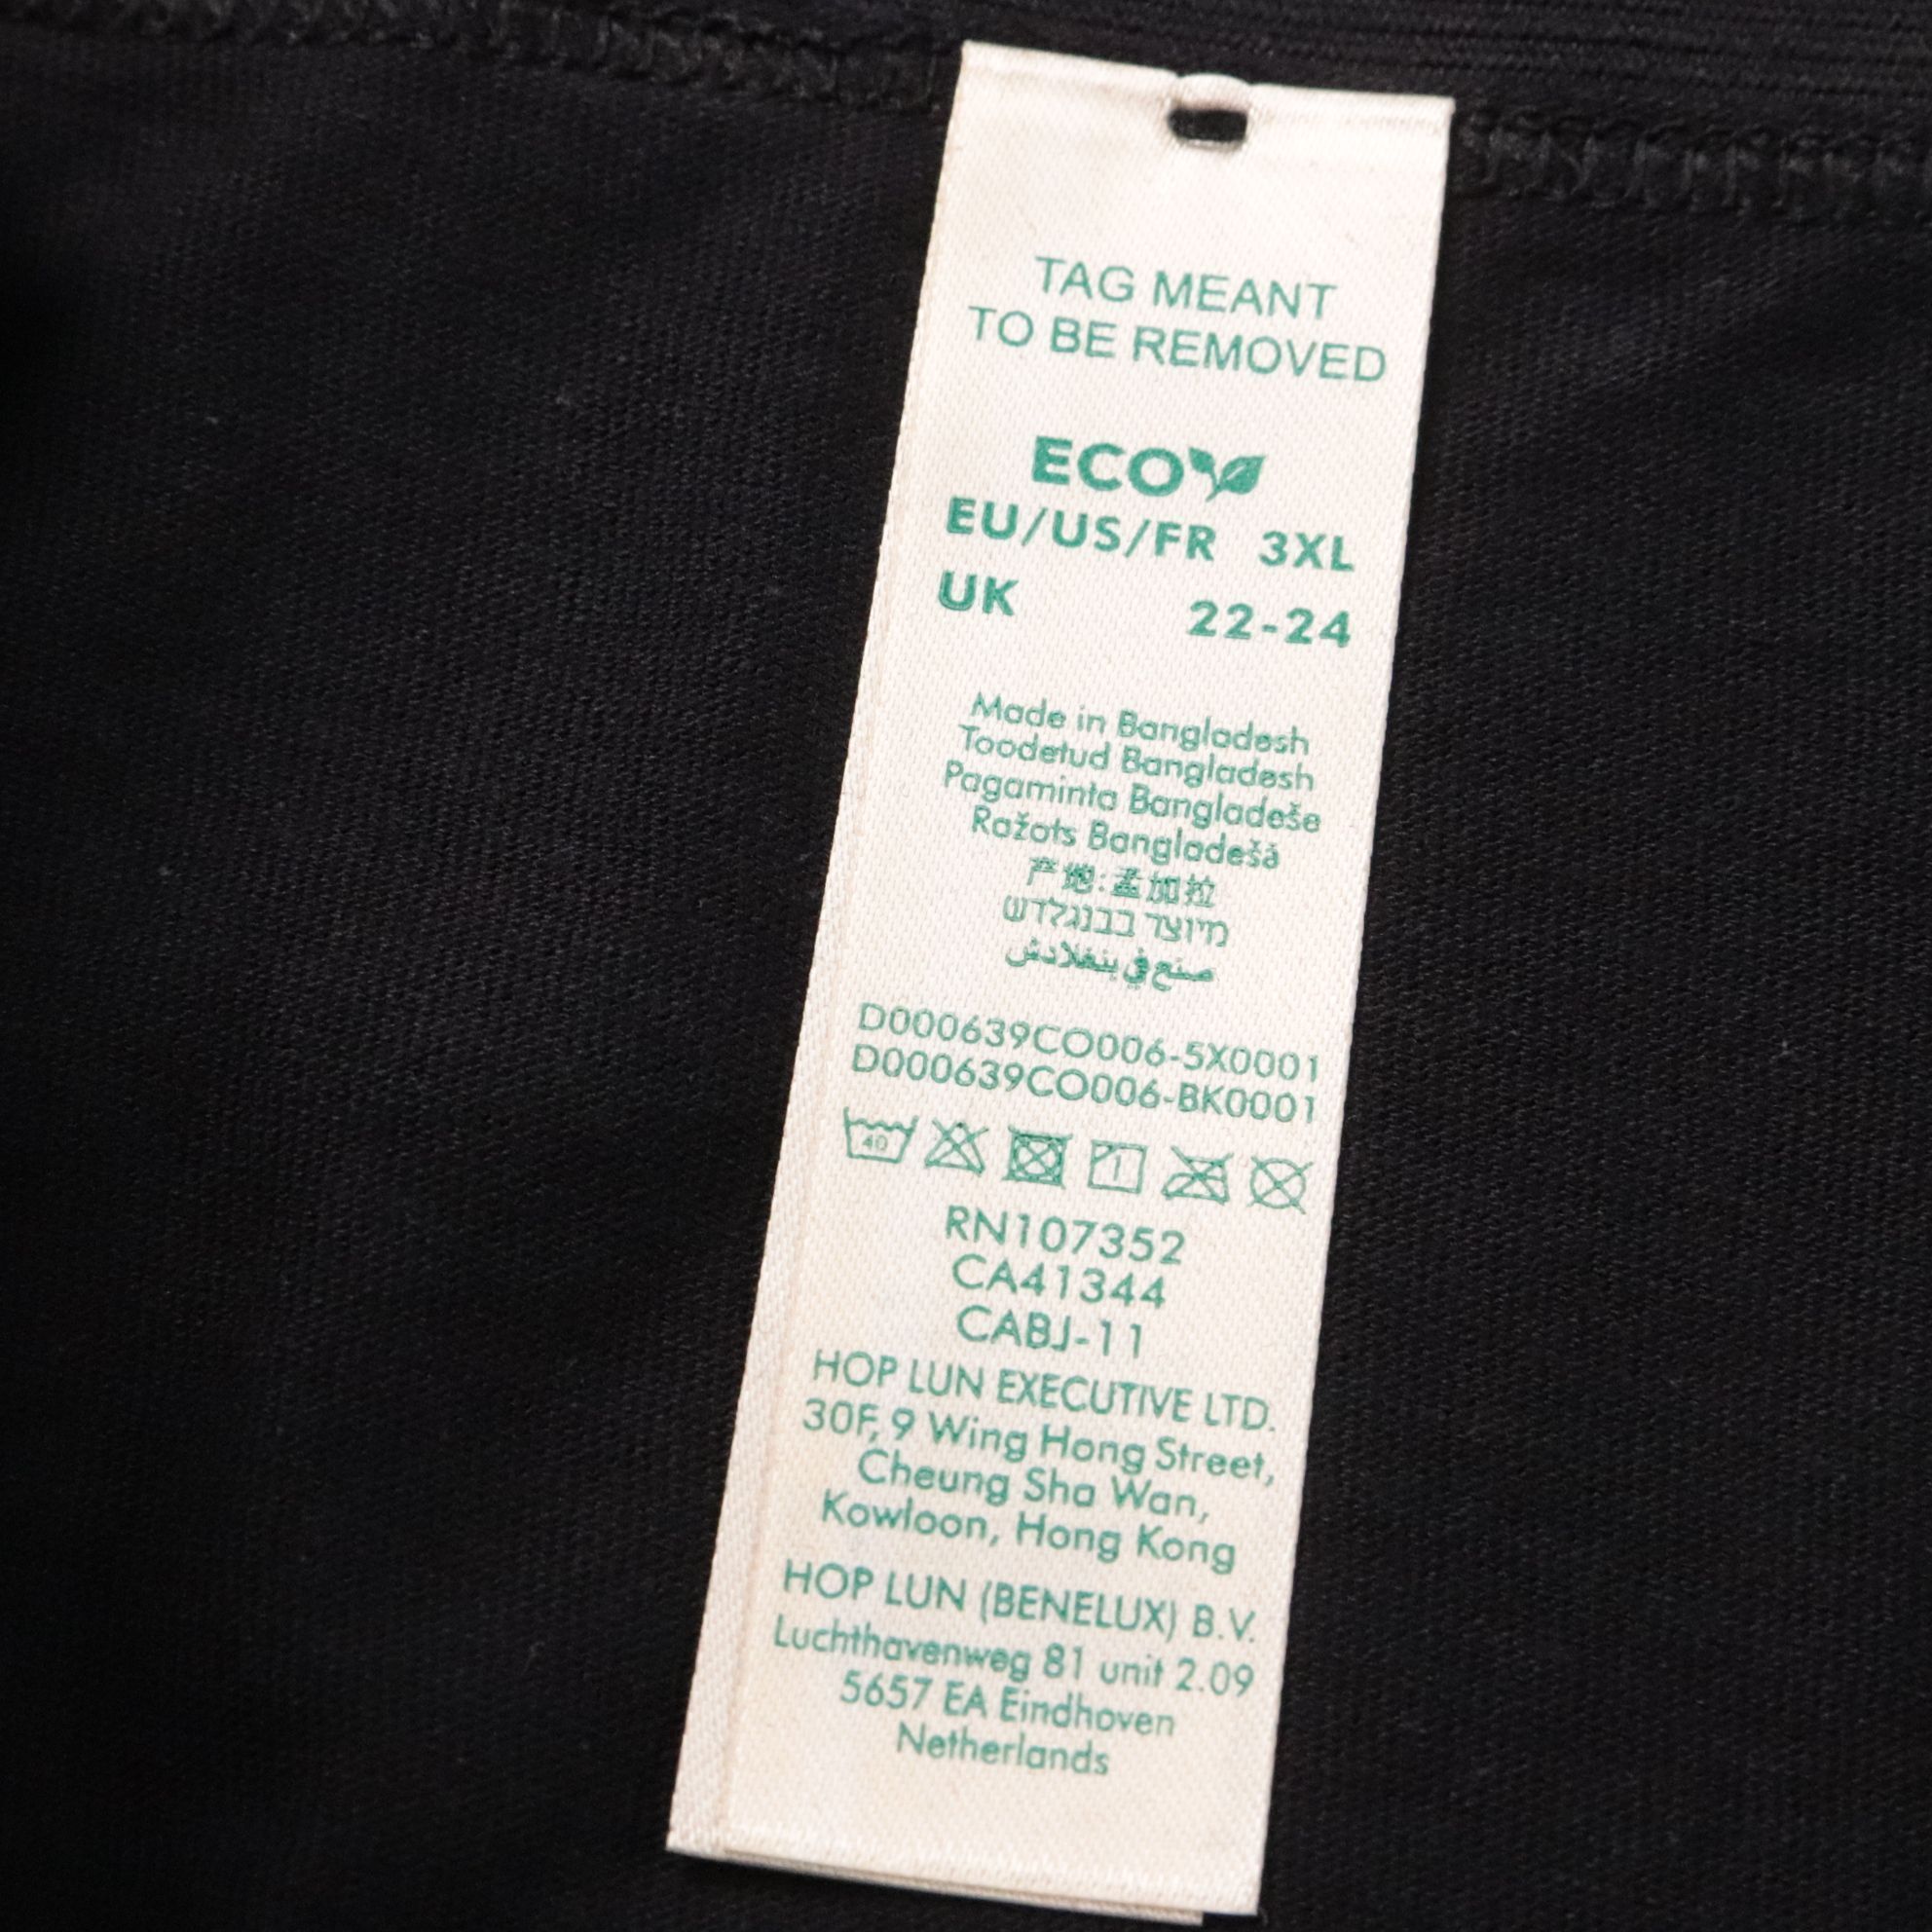 TAG MEANT
TO BE REMOVED
ECO
EU/US/FR 3XL
UK 22-24
Made in Bangladesh
Toodetud Bangladesh
Pagaminta Bangladeše
Ražots Bangladešā
产地:孟加拉
מיוצר בבנגלדש
صنع في بنغلادش
D000639CO006-5X0001
D000639CO006-BK0001
40
1
RN107352
CA41344
CABJ-11
HOP LUN EXECUTIVE LTD.
30F, 9 Wing Hong Street,
Cheung Sha Wan,
Kowloon, Hong Kong
HOP LUN (BENELUX) B.V.
Luchthavenweg 81 unit 2.09
5657 EA Eindhoven
Netherlands